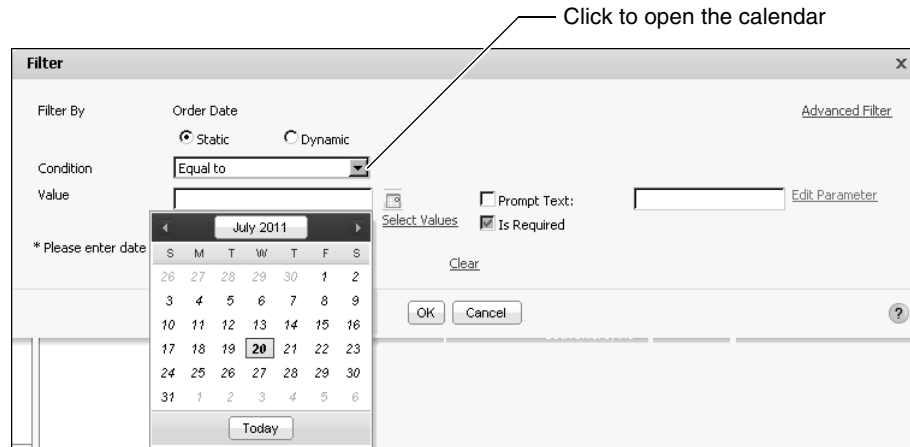 Click to open the calendar
Filter x
Filter By Order Date Advanced Filter
Static Dynamic
Condition Equal to
Value Prompt Text: Edit Parameter
Select Values Is Required
* Please enter date
Clear
July 2011
S M T W T F S
26 27 28 29 30 1 2
3 4 5 6 7 8 9
10 11 12 13 14 15 16
17 18 19 20 21 22 23
24 25 26 27 28 29 30
31 1 2 3 4 5 6
Today
OK Cancel ?